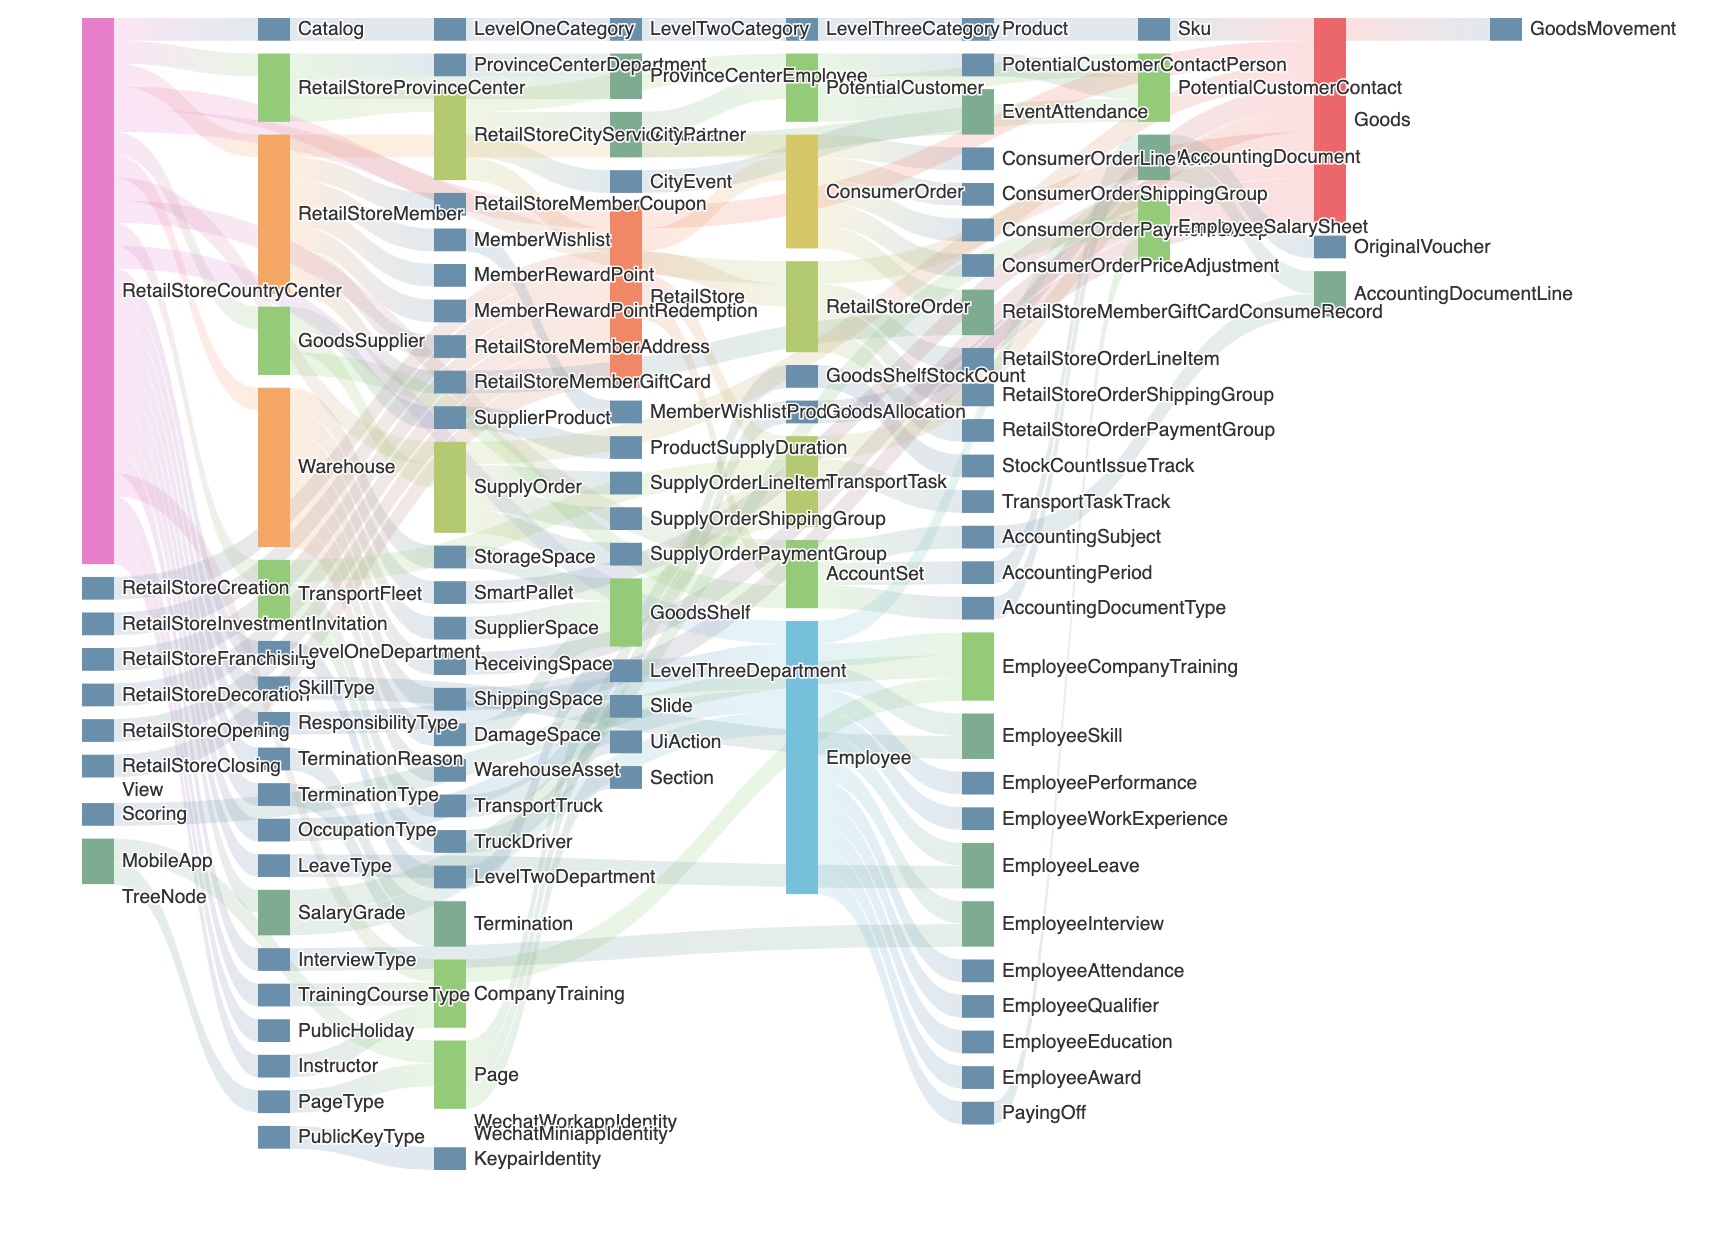 RetailStoreCountryCenter
RetailStoreCreation
RetailStoreInvestmentInvitation
RetailStoreFranchising
RetailStoreDecoration
RetailStoreOpening
RetailStoreClosing
View
Scoring
MobileApp
TreeNode
Catalog
RetailStoreProvinceCenter
RetailStoreMember
GoodsSupplier
Warehouse
TransportFleet
LevelOneDepartment
SkillType
ResponsibilityType
TerminationReason
TerminationType
OccupationType
LeaveType
SalaryGrade
InterviewType
TrainingCourseType
PublicHoliday
Instructor
PageType
PublicKeyType
LevelOneCategory
ProvinceCenterDepartment
RetailStoreMemberCoupon
MemberWishlist
MemberRewardPoint
MemberRewardPointRedemption
RetailStoreMemberAddress
RetailStoreMemberGiftCard
SupplierProduct
SupplyOrder
StorageSpace
SmartPallet
SupplierSpace
ReceivingSpace
ShippingSpace
DamageSpace
WarehouseAsset
TransportTruck
TruckDriver
LevelTwoDepartment
Termination
CompanyTraining
Page
WechatWorkappIdentity
WechatMiniappIdentity
KeypairIdentity
LevelTwoCategory
ProvinceCenterEmployee
CityPartner
CityEvent
RetailStore
ProductSupplyDuration
SupplyOrderLineItem
SupplyOrderShippingGroup
SupplyOrderPaymentGroup
GoodsShelf
LevelThreeDepartment
Slide
UiAction
Section
LevelThreeCategory
PotentialCustomer
ConsumerOrder
RetailStoreOrder
GoodsShelfStockCount
GoodsAllocation
TransportTask
AccountSet
Employee
Product
PotentialCustomerContactPerson
EventAttendance
ConsumerOrderShippingGroup
ConsumerOrderPriceAdjustment
RetailStoreMemberGiftCardConsumeRecord
RetailStoreOrderLineItem
RetailStoreOrderShippingGroup
RetailStoreOrderPaymentGroup
StockCountIssueTrack
TransportTaskTrack
AccountingSubject
AccountingPeriod
AccountingDocumentType
EmployeeCompanyTraining
EmployeeSkill
EmployeePerformance
EmployeeWorkExperience
EmployeeLeave
EmployeeInterview
EmployeeAttendance
EmployeeQualifier
EmployeeEducation
EmployeeAward
PayingOff
Sku
PotentialCustomerContact
AccountingDocument
EmployeeSalarySheet
Goods
OriginalVoucher
AccountingDocumentLine
GoodsMovement